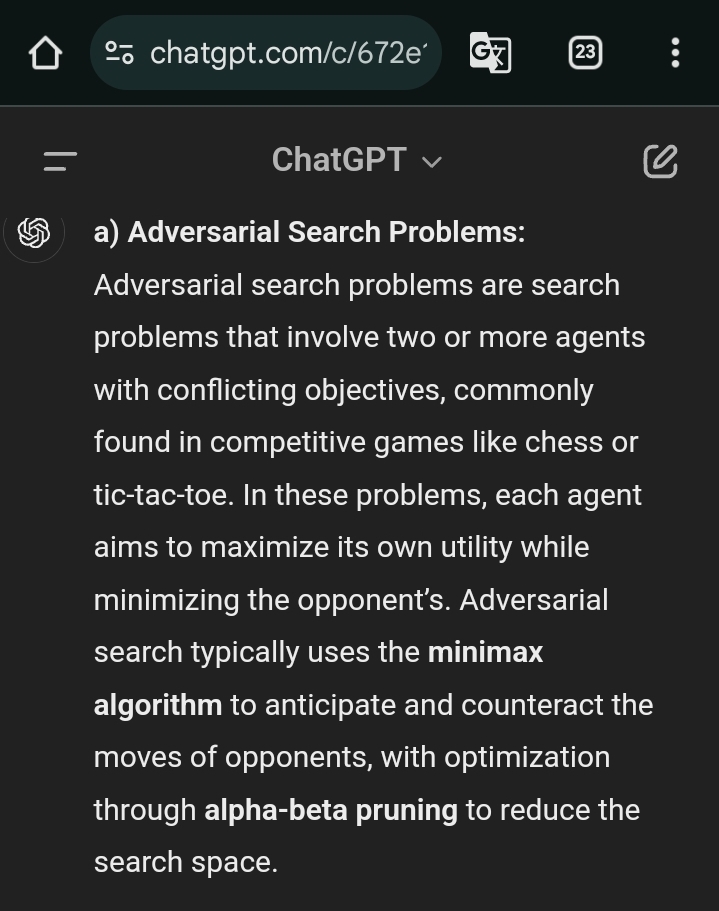 chatgpt.com/c/672e
23
ChatGPT
a) Adversarial Search Problems:
Adversarial search problems are search
problems that involve two or more agents
with conflicting objectives, commonly
found in competitive games like chess or
tic-tac-toe. In these problems, each agent
aims to maximize its own utility while
minimizing the opponent’s. Adversarial
search typically uses the minimax
algorithm to anticipate and counteract the
moves of opponents, with optimization
through alpha-beta pruning to reduce the
search space.